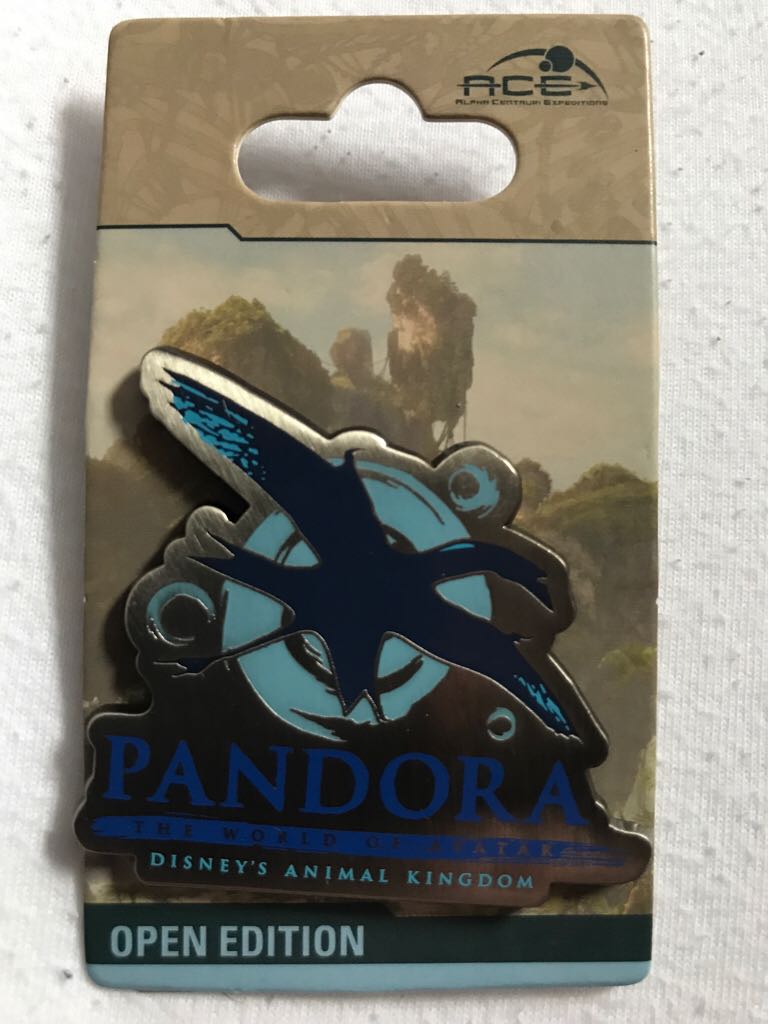 ACE
ALPHA CENTAURI EXPEDITIONS
PANDORA
THE WORLD OF AVATAR
DISNEY'S ANIMAL KINGDOM
OPEN EDITION